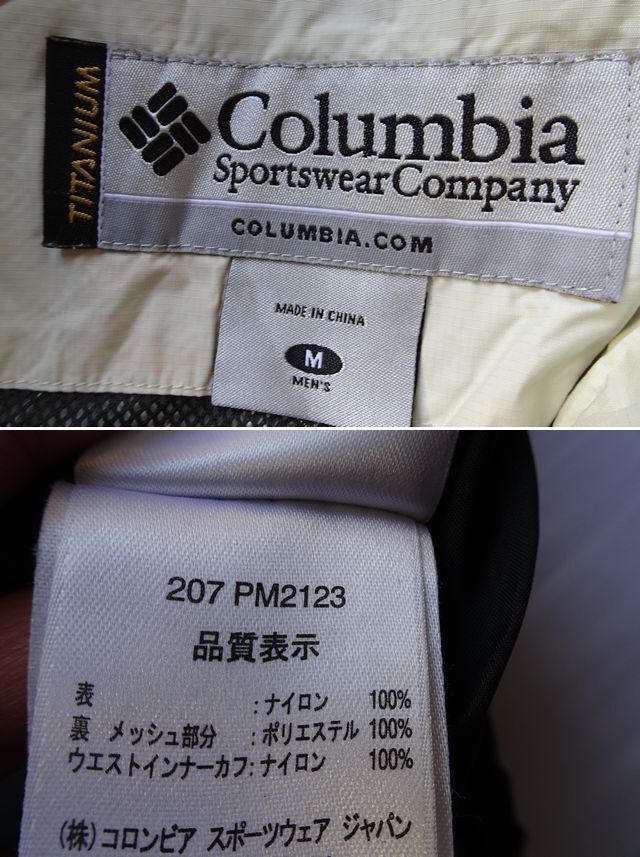 TITANIUM
Columbia
Sportswear Company
COLUMBIA.COM
MADE IN CHINA
M
MEN'S
207 PM2123
品質表示
表 : ナイロン 100%
裏 メッシュ部分 : ポリエステル 100%
ウエストインナーカフ : ナイロン 100%
(株) コロンビア スポーツウェア ジャパン